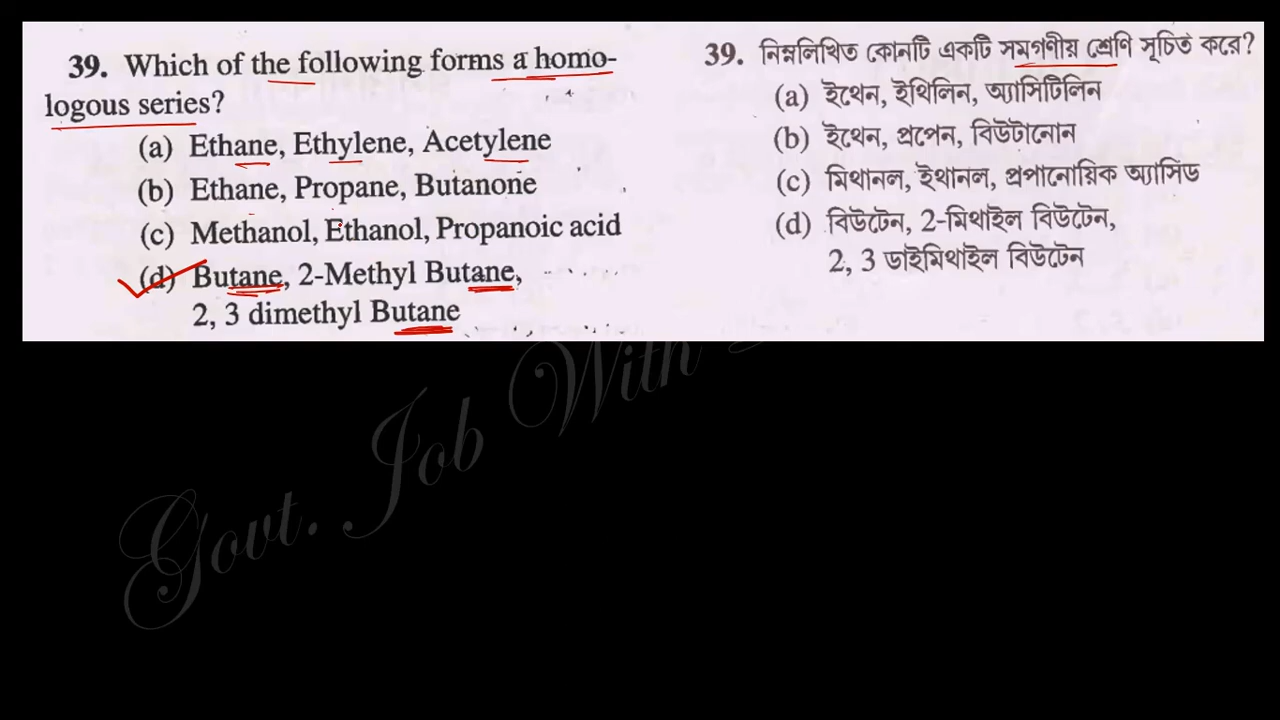 39. Which of the following forms a homo-
logous series?
(a) Ethane, Ethylene, Acetylene
(b) Ethane, Propane, Butanone
(c) Methanol, Ethanol, Propanoic acid
(d) Butane, 2-Methyl Butane,
2, 3 dimethyl Butane
39. নিম্নলিখিত কোনটি একটি সমগণীয় শ্রেণি সূচিত করে?
(a) ইথেন, ইথিলিন, অ্যাসিটিলিন
(b) ইথেন, প্রপেন, বিউটানোন
(c) মিথানল, ইথানল, প্রপানোয়িক অ্যাসিড
(d) বিউটেন, 2-মিথাইল বিউটেন,
2, 3 ডাইমিথাইল বিউটেন
Govt. Job With